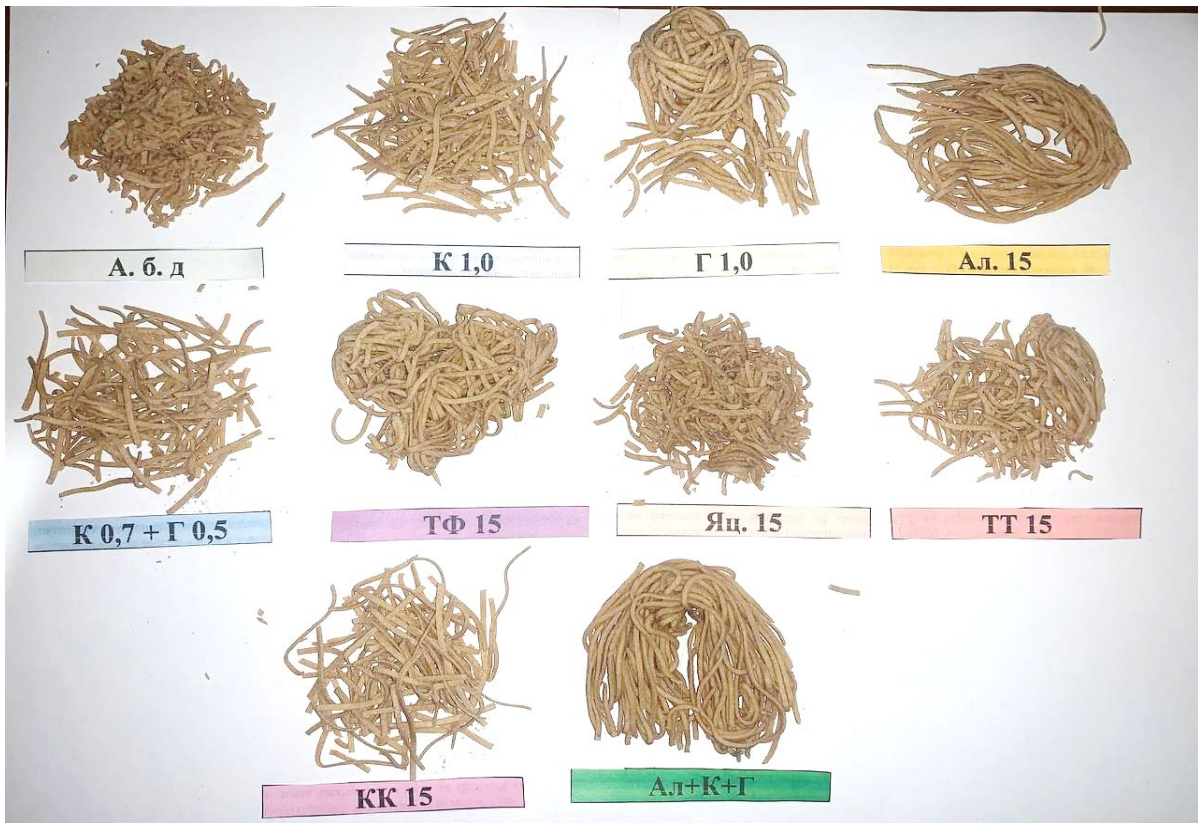 А. б. д
К 1,0
Г 1,0
Ал. 15
К 0,7 + Г 0,5
ТФ 15
Яц. 15
ТТ 15
КК 15
Ал+К+Г